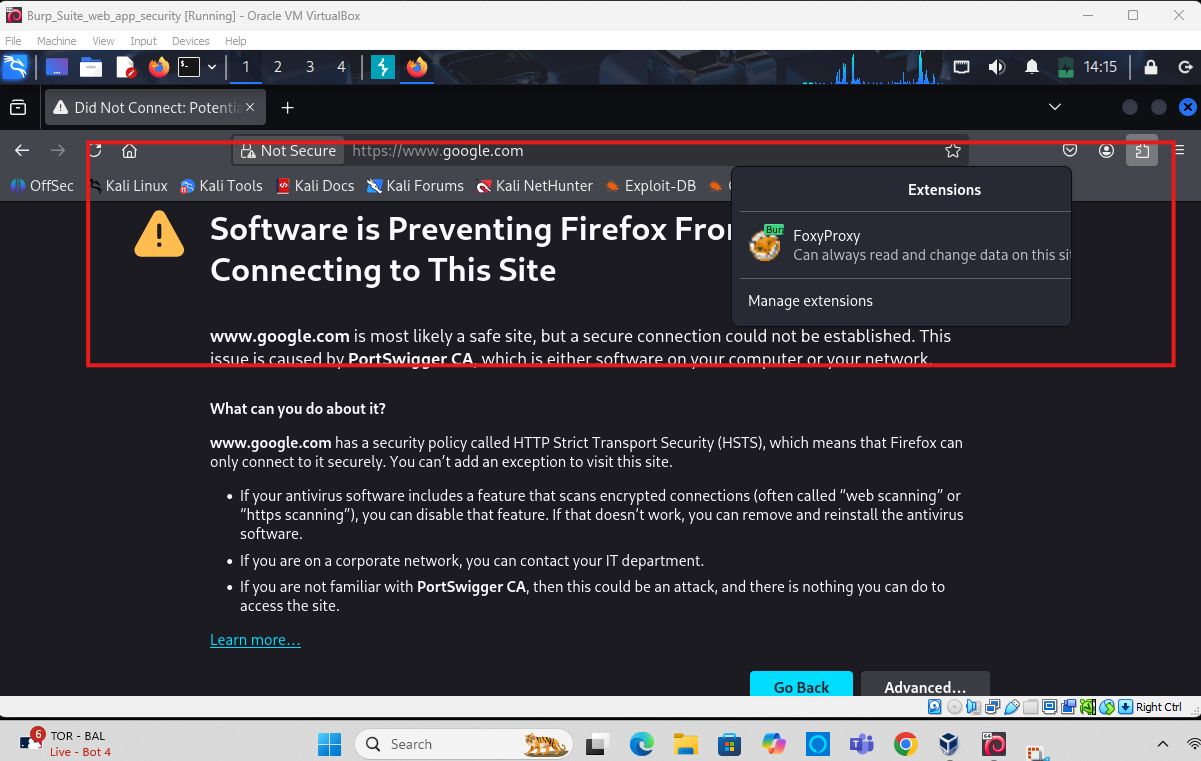 Burp_Suite_web_app_security [Running] - Oracle VM VirtualBox
File Machine View Input Devices Help
1 2 3 4 14:15
Did Not Connect: Potentia
Not Secure https://www.google.com
OffSec Kali Linux Kali Tools Kali Docs Kali Forums Kali NetHunter Exploit-DB
Extensions
FoxyProxy
Can always read and change data on this si
Manage extensions
Software is Preventing Firefox From
Connecting to This Site
www.google.com is most likely a safe site, but a secure connection could not be established. This
issue is caused by PortSwigger CA, which is either software on your computer or your network.
What can you do about it?
www.google.com has a security policy called HTTP Strict Transport Security (HSTS), which means that Firefox can
only connect to it securely. You can’t add an exception to visit this site.
• If your antivirus software includes a feature that scans encrypted connections (often called “web scanning” or
“https scanning”), you can disable that feature. If that doesn’t work, you can remove and reinstall the antivirus
software.
• If you are on a corporate network, you can contact your IT department.
• If you are not familiar with PortSwigger CA, then this could be an attack, and there is nothing you can do to
access the site.
Learn more…
Go Back Advanced…
Right Ctrl
6
TOR - BAL
Live - Bot 4
Search